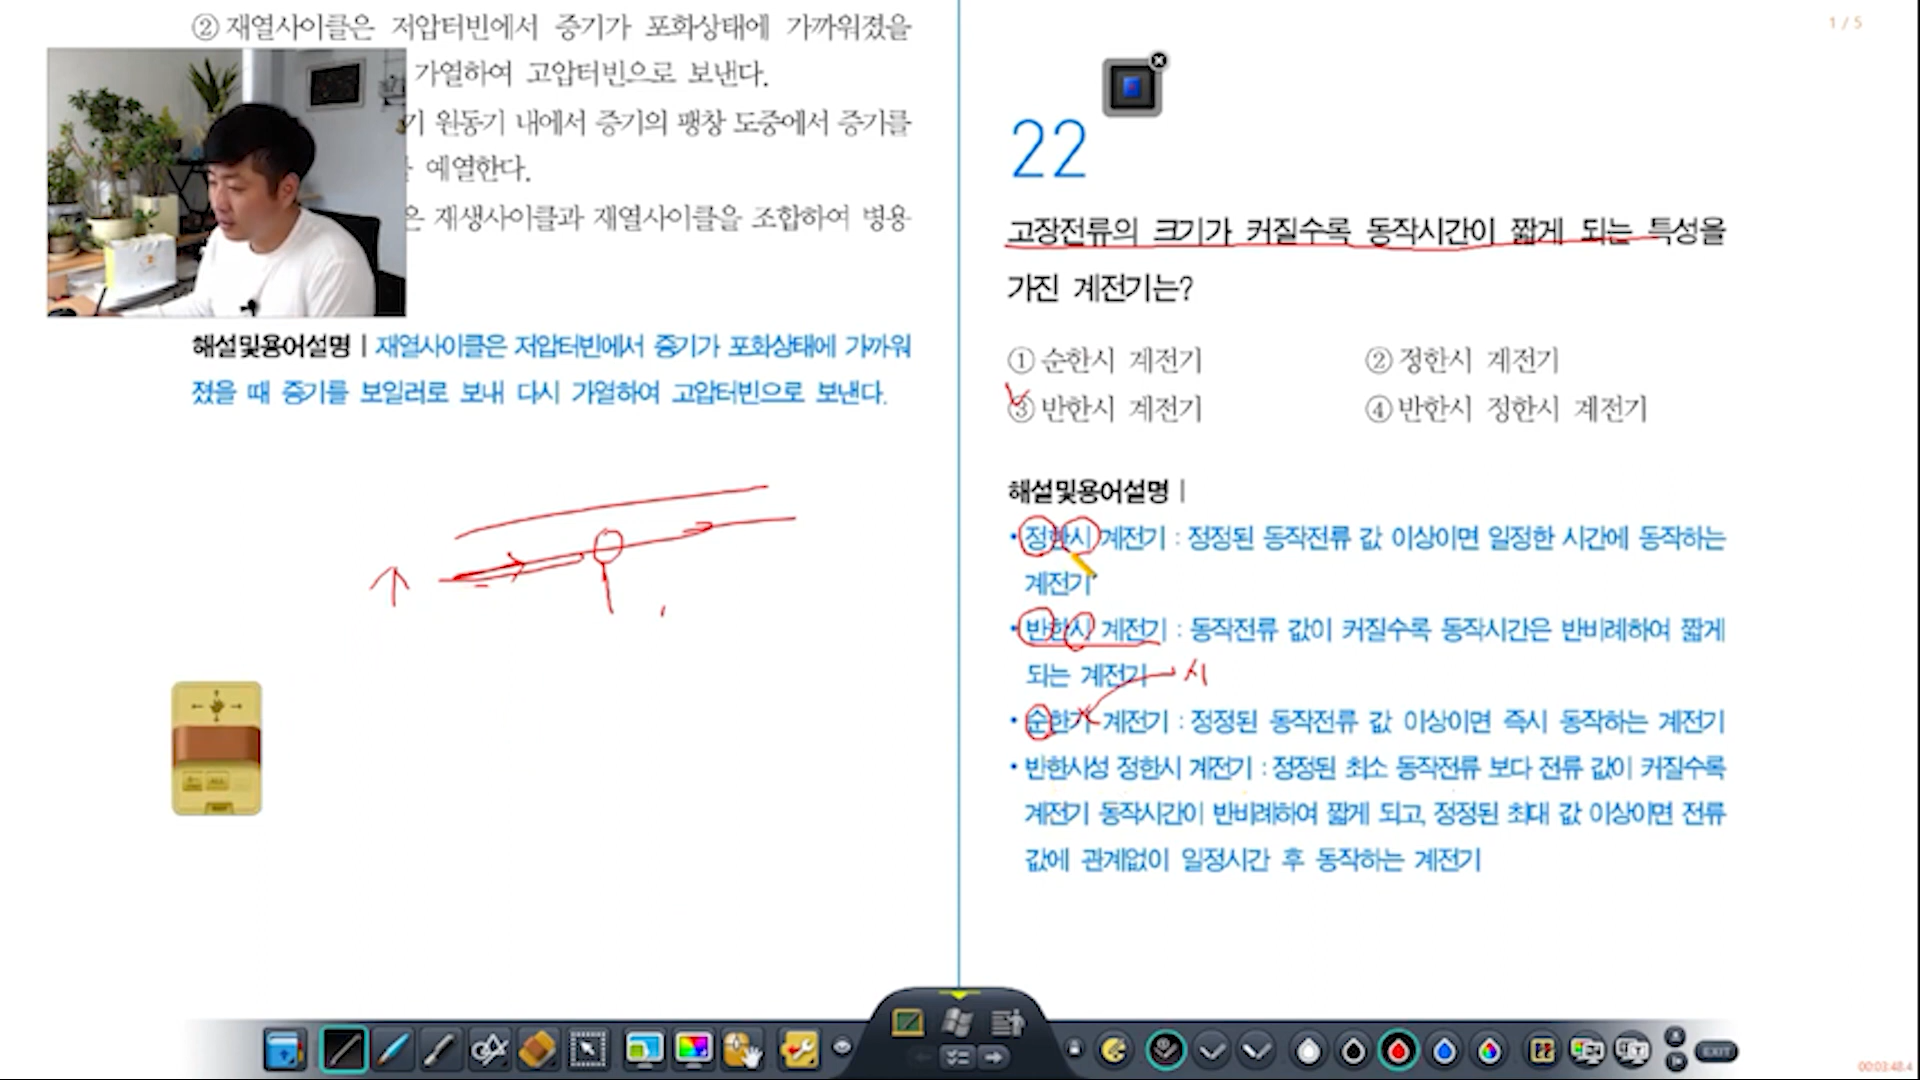 ② 재열사이클은 저압터빈에서 증기가 포화상태에 가까워졌을
가열하여 고압터빈으로 보낸다.
기 원동기 내에서 증기의 팽창 도중에서 증기를
예열한다.
은 재생사이클과 재열사이클을 조합하여 병용
해설및용어설명 | 재열사이클은 저압터빈에서 증기가 포화상태에 가까워
졌을 때 증기를 보일러로 보내 다시 가열하여 고압터빈으로 보낸다.
1 / 5
22
고장전류의 크기가 커질수록 동작시간이 짧게 되는 특성을
가진 계전기는?
① 순한시 계전기 ② 정한시 계전기
③ 반한시 계전기 ④ 반한시 정한시 계전기
해설및용어설명 |
• 정한시 계전기 : 정정된 동작전류 값 이상이면 일정한 시간에 동작하는
계전기
• 반한시 계전기 : 동작전류 값이 커질수록 동작시간은 반비례하여 짧게
되는 계전기
시
• 순한기 계전기 : 정정된 동작전류 값 이상이면 즉시 동작하는 계전기
• 반한시성 정한시 계전기 : 정정된 최소 동작전류 보다 전류 값이 커질수록
계전기 동작시간이 반비례하여 짧게 되고, 정정된 최대 값 이상이면 전류
값에 관계없이 일정시간 후 동작하는 계전기
EXIT
00:03:48.4